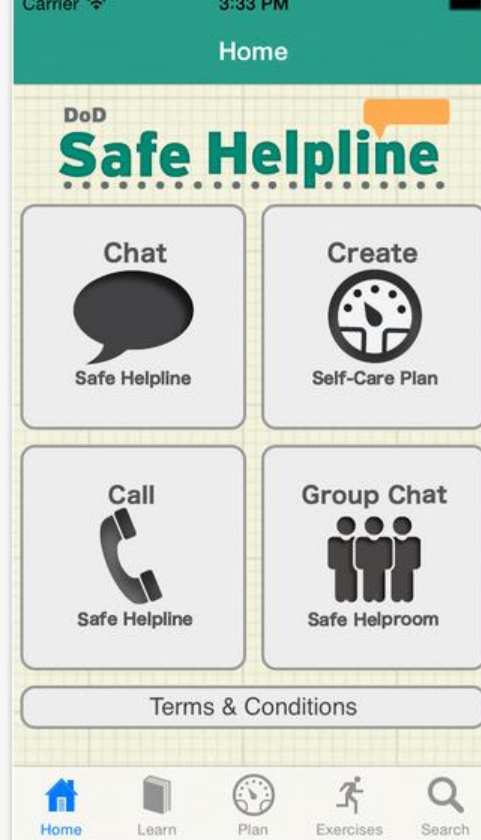 Carrier 3:33 PM
Home
DoD
Safe Helpline
Chat
Safe Helpline
Create
Self-Care Plan
Call
Safe Helpline
Group Chat
Safe Helproom
Terms & Conditions
Home Learn Plan Exercises Search